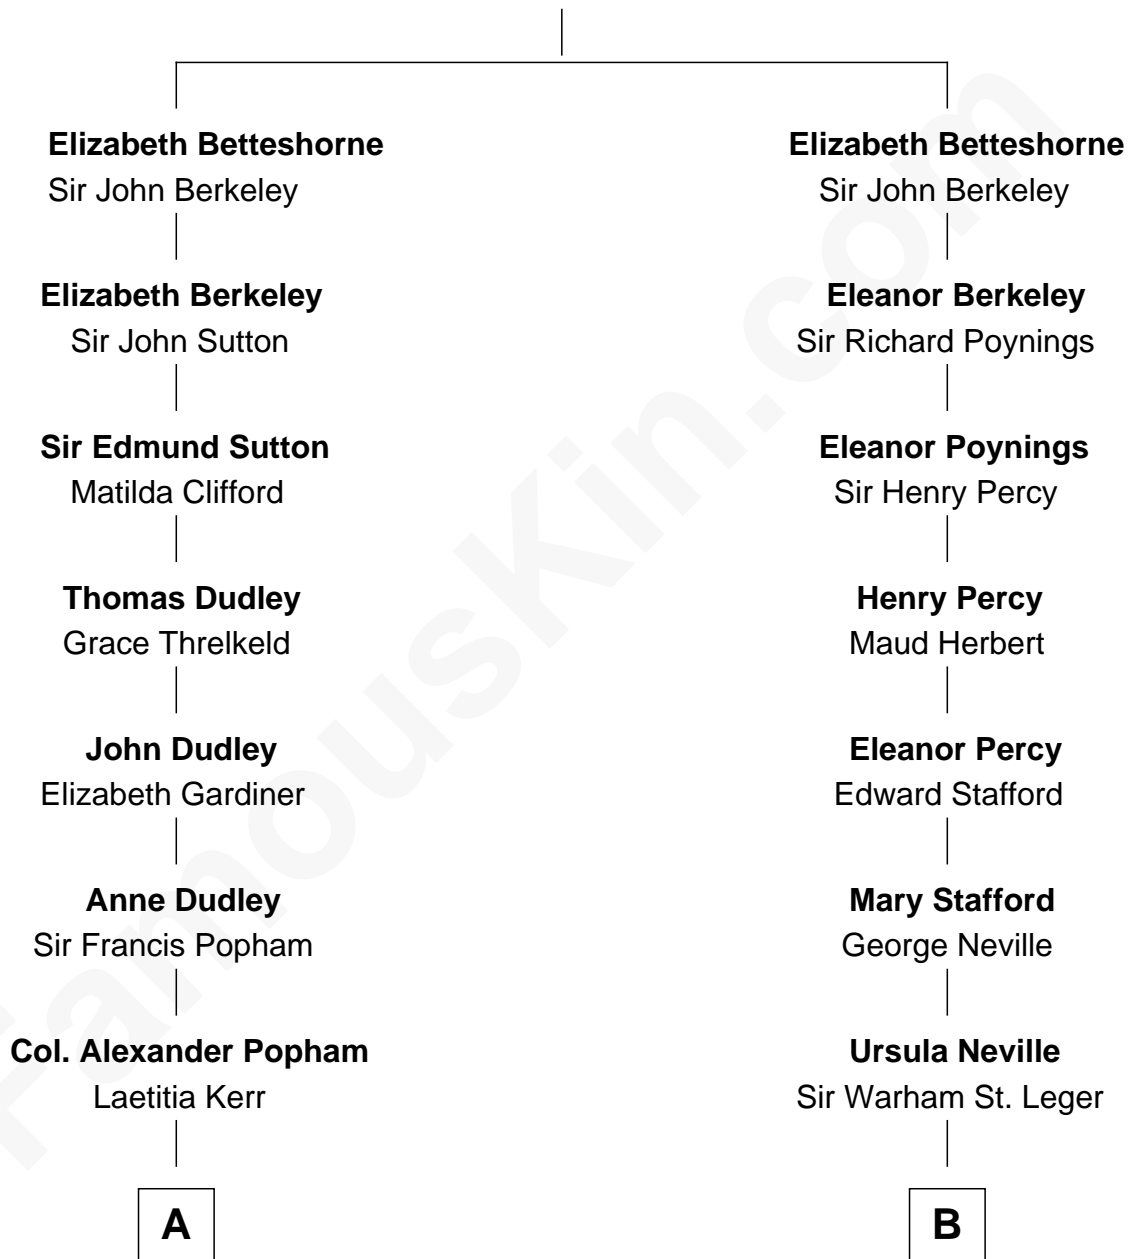 Elizabeth Betteshorne
Sir John Berkeley
Elizabeth Berkeley
Sir John Sutton
Sir Edmund Sutton
Matilda Clifford
Thomas Dudley
Grace Threlkeld
John Dudley
Elizabeth Gardiner
Anne Dudley
Sir Francis Popham
Col. Alexander Popham
Laetitia Kerr
A
Elizabeth Betteshorne
Sir John Berkeley
Eleanor Berkeley
Sir Richard Poynings
Eleanor Poynings
Sir Henry Percy
Henry Percy
Maud Herbert
Eleanor Percy
Edward Stafford
Mary Stafford
George Neville
Ursula Neville
Sir Warham St. Leger
B
FamousKin.com